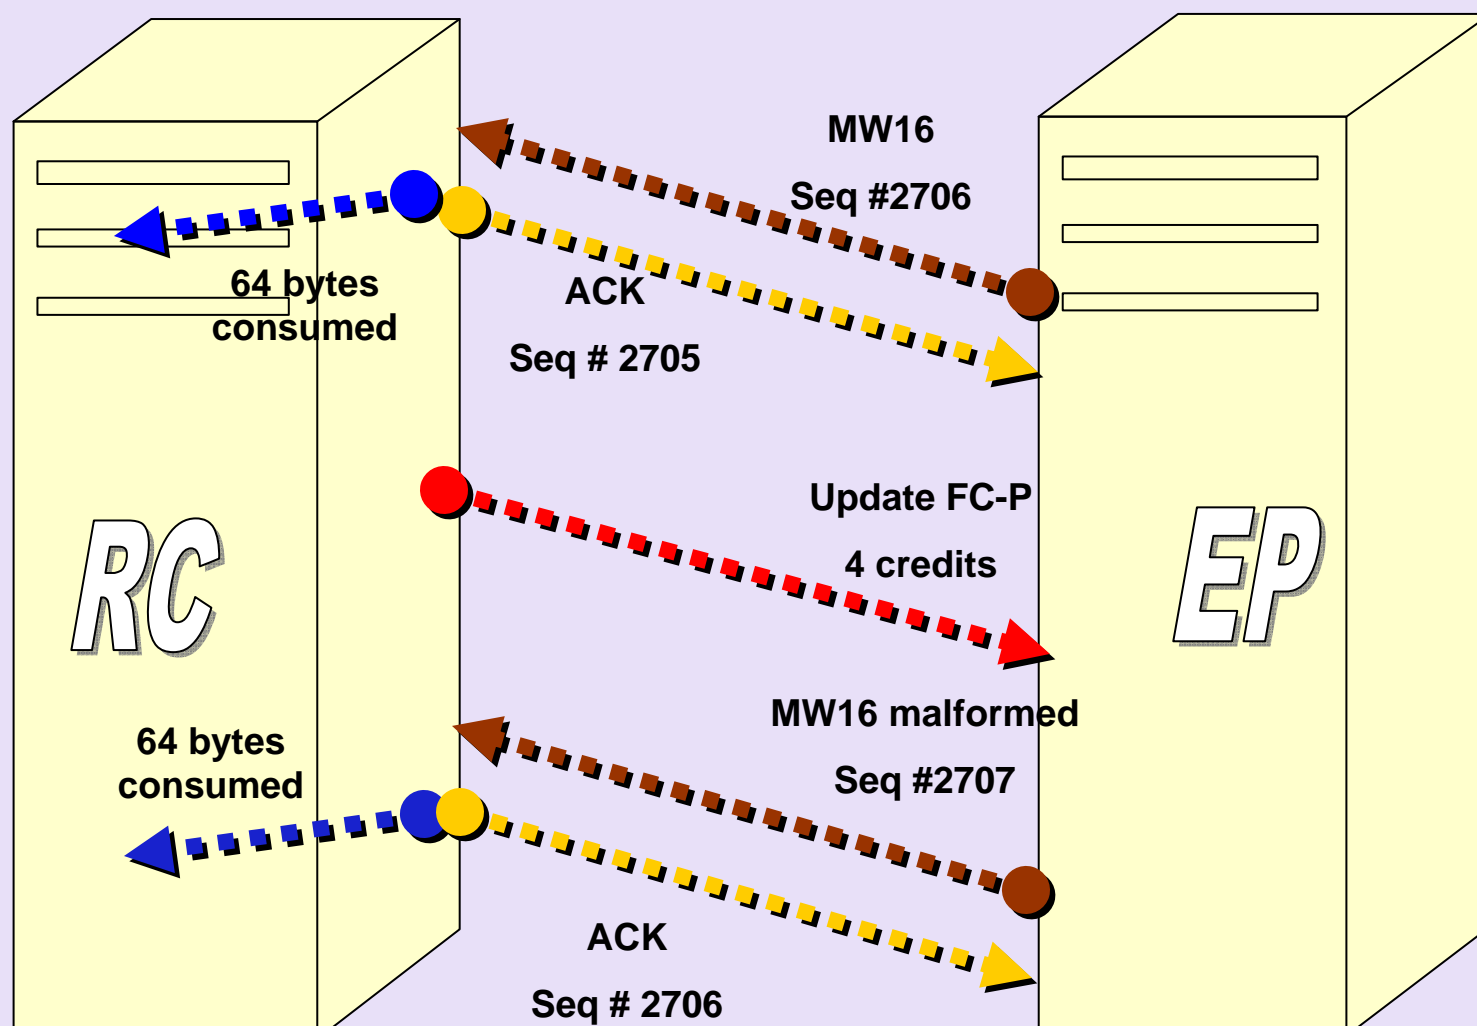 MW16
Seq #2706
64 bytes
consumed
ACK
Seq # 2705
Update FC-P
4 credits
RC
EP
MW16 malformed
Seq #2707
64 bytes
consumed
ACK
Seq # 2706